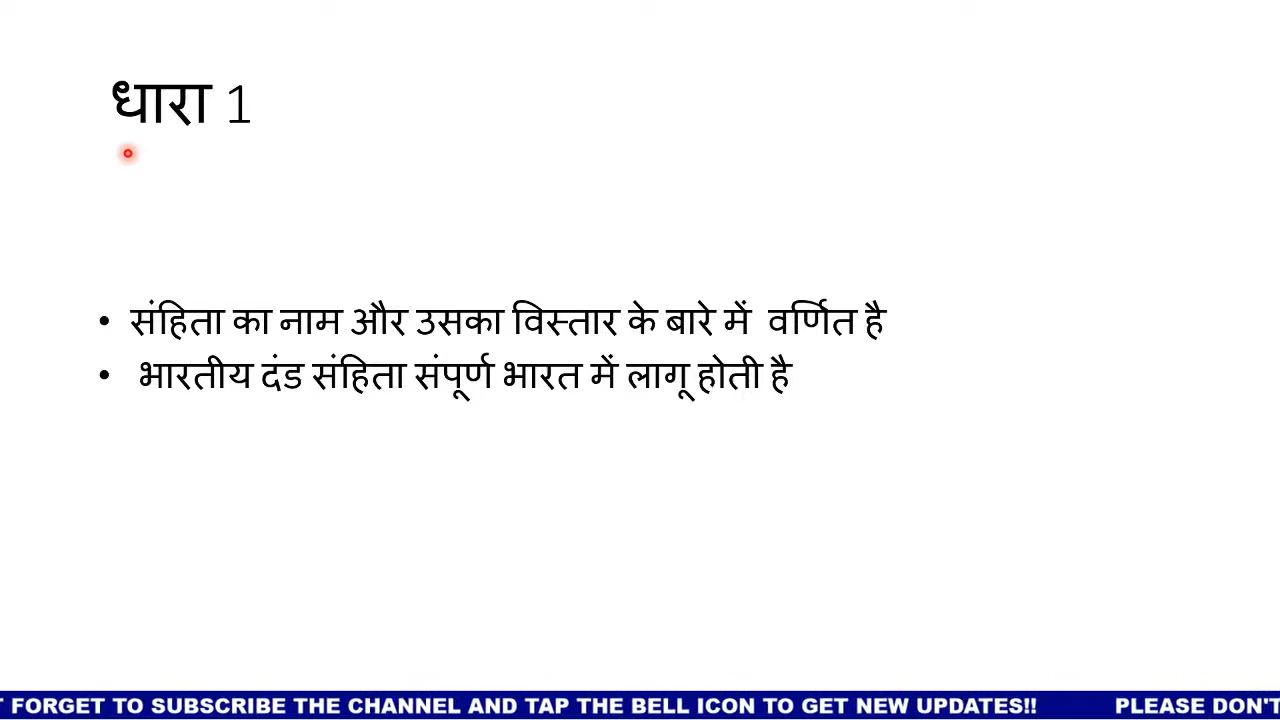 धारा 1
• संहिता का नाम और उसका विस्तार के बारे में वर्णित है
• भारतीय दंड संहिता संपूर्ण भारत में लागू होती है
FORGET TO SUBSCRIBE THE CHANNEL AND TAP THE BELL ICON TO GET NEW UPDATES!! PLEASE DON'T